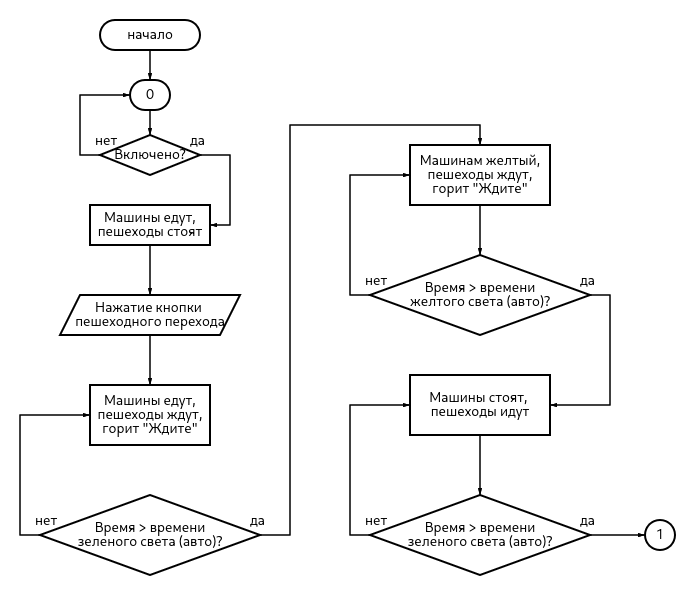 начало
0
нет
да
Включено?
Машины едут,
пешеходы стоят
Нажатие кнопки
пешеходного перехода
Машины едут,
пешеходы ждут,
горит "Ждите"
нет
да
Время > времени
зеленого света (авто)?
Машинам желтый,
пешеходы ждут,
горит "Ждите"
нет
да
Время > времени
желтого света (авто)?
Машины стоят,
пешеходы идут
нет
да
Время > времени
зеленого света (авто)?
1